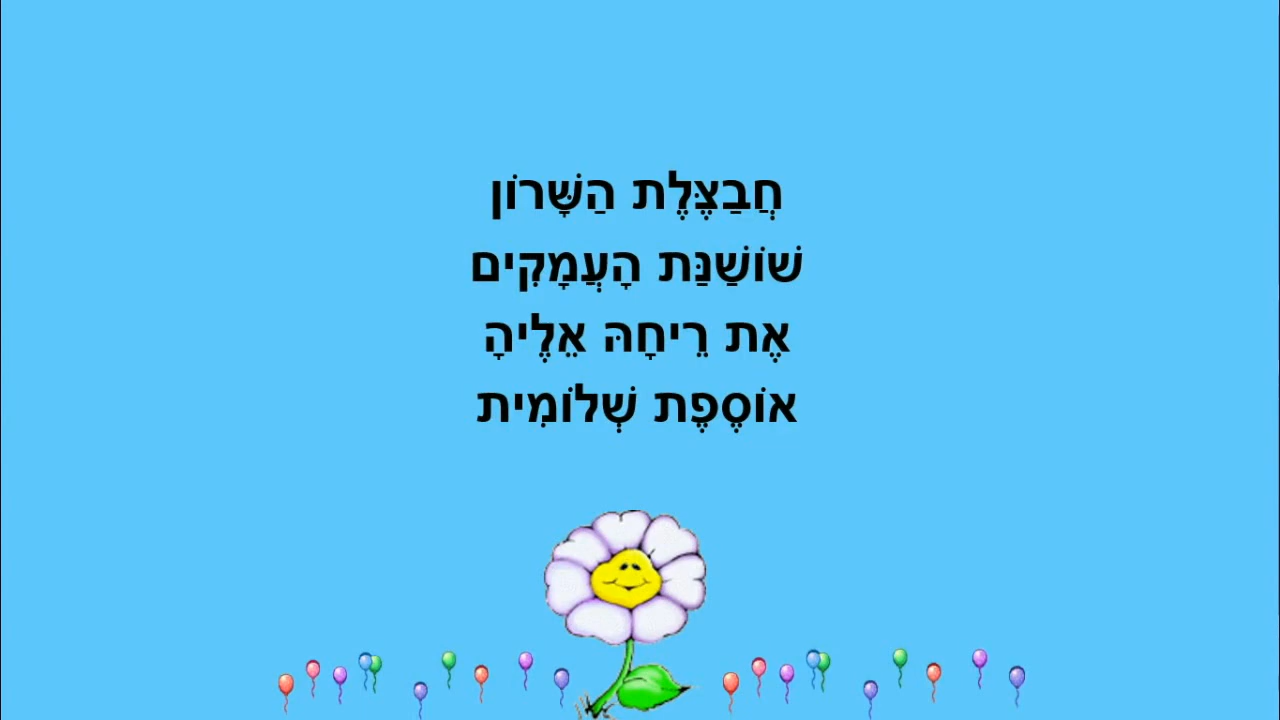 חֲבַצֶּלֶת הַשָּׁרוֹן
שׁוֹשַׁנַּת הָעֲמָקִים
אֶת רֵיחָהּ אֵלֶיהָ
אוֹסֶפֶת שְׁלוֹמִית